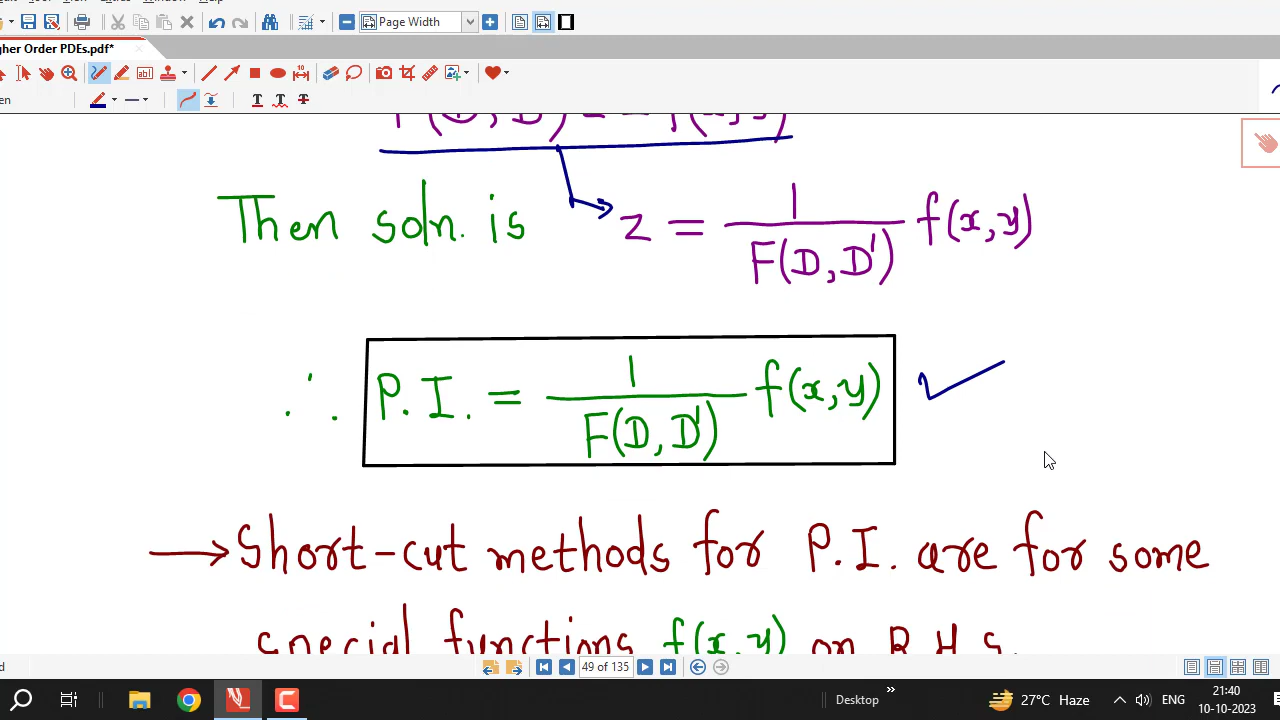 gher Order PDEs.pdf*
Page Width
en
F(D, D') z = f(x, y)
Then soln. is z = 1/F(D, D') f(x, y)
∴ P.I. = 1/F(D, D') f(x, y) ✓
→ Short-cut methods for P.I. are for some
special functions f(x, y) on R.H.S.
49 of 135
Desktop
»
27°C Haze
ENG
21:40
10-10-2023